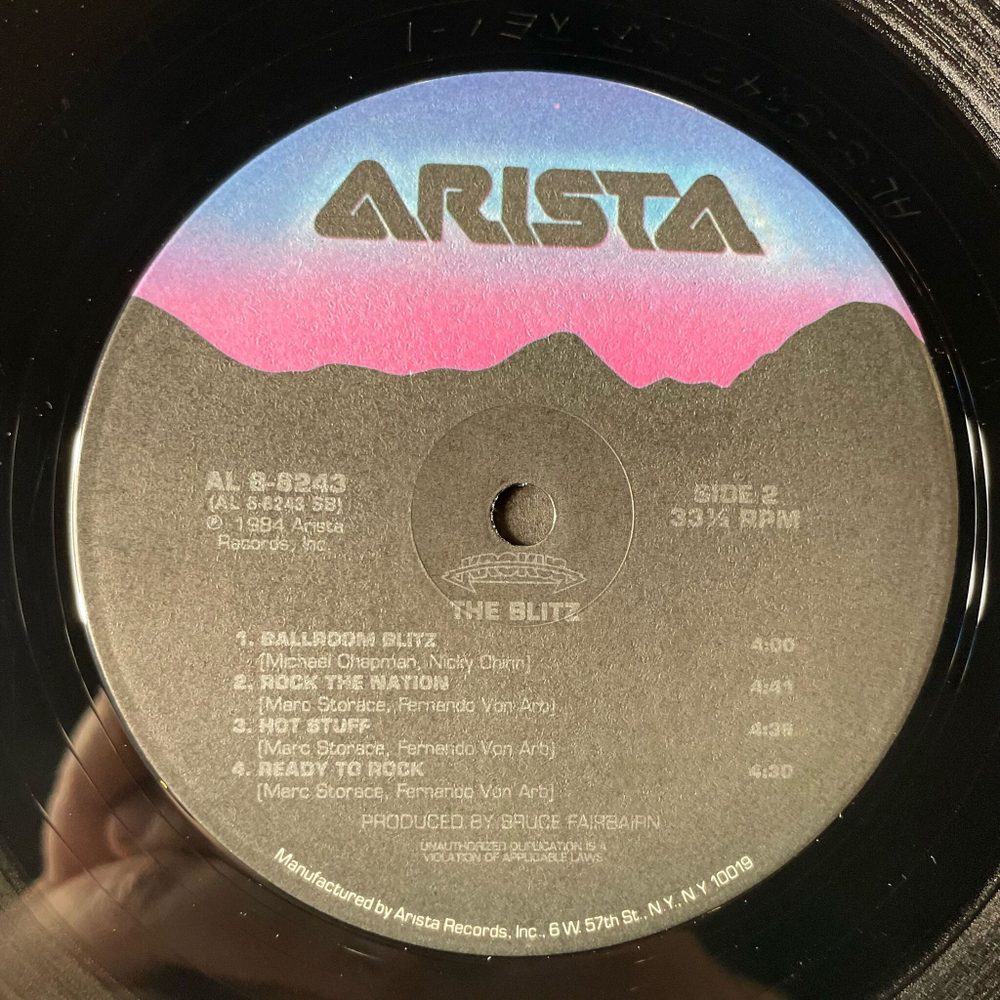 ARISTA
AL 8-8243
(AL 8-8243 SB)
℗ 1984 Arista
Records, Inc.
SIDE 2
33⅓ RPM
KROKUS
THE BLITZ
1. BALLROOM BLITZ 4:00
[Michael Chapman, Nicky Chinn]
2. ROCK THE NATION 4:41
[Marc Storace, Fernando Von Arb]
3. HOT STUFF
[Marc Storace, Fernando Von Arb]
4. READY TO ROCK 4:30
[Marc Storace, Fernando Von Arb]
PRODUCED BY BRUCE FAIRBAIRN
UNAUTHORIZED DUPLICATION IS A
VIOLATION OF APPLICABLE LAWS
Manufactured by Arista Records, Inc., 6 W. 57th St., N.Y., N.Y 10019